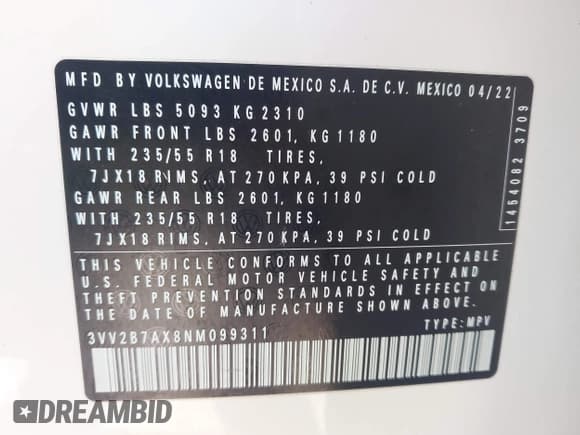 MFD BY VOLKSWAGEN DE MEXICO S.A. DE C.V. MEXICO 04/22
GVWR LBS 5093 KG 2310
GAWR FRONT LBS 2601, KG 1180
WITH 235/55 R18 TIRES,
7JX18 RIMS, AT 270 KPA, 39 PSI COLD
GAWR REAR LBS 2601, KG 1180
WITH 235/55 R18 TIRES,
7JX18 RIMS, AT 270 KPA, 39 PSI COLD
THIS VEHICLE CONFORMS TO ALL APPLICABLE
U.S. FEDERAL MOTOR VEHICLE SAFETY AND
THEFT PREVENTION STANDARDS IN EFFECT ON
THE DATE OF MANUFACTURE SHOWN ABOVE.
3VV2B7AX8NM099311 TYPE: MPV
1454082 3709
DREAMBID